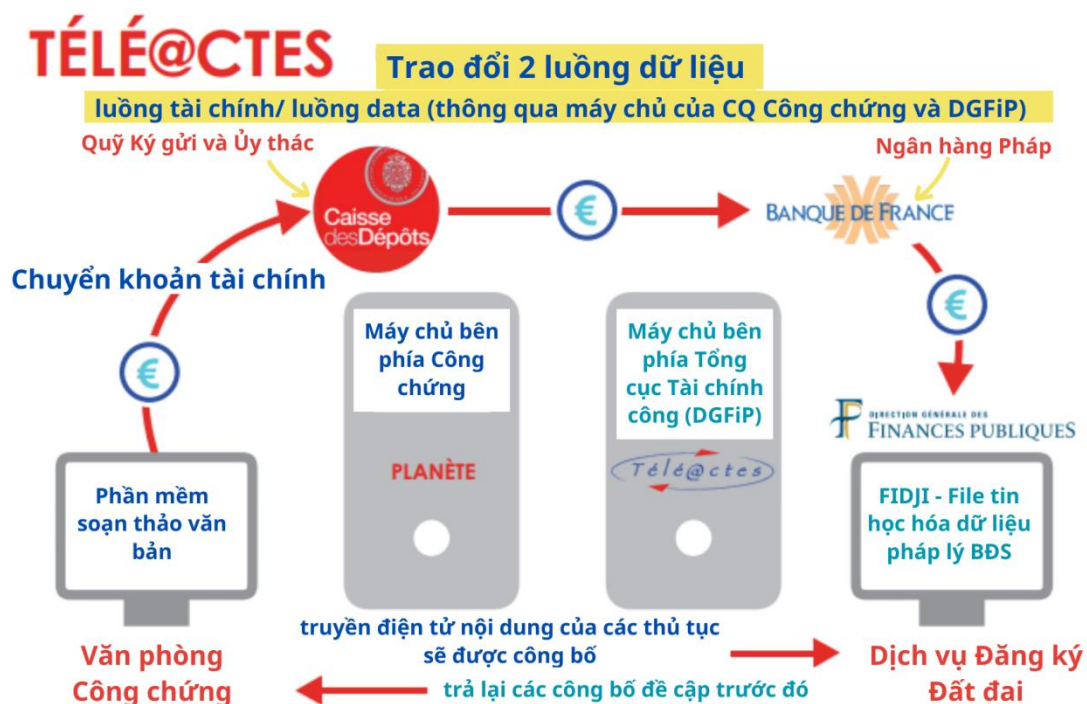 TÉLÉ@CTES
Trao đổi 2 luồng dữ liệu
luồng tài chính/ luồng data (thông qua máy chủ của CQ Công chứng và DGFiP)
Quỹ Ký gửi và Ủy thác
Ngân hàng Pháp
Caisse
desDépôts
€
BANQUE DE FRANCE
Chuyển khoản tài chính
€
€
Máy chủ bên
phía Công
chứng
Máy chủ bên
phía Tổng
cục Tài chính
công (DGFiP)
DIRECTION GÉNÉRALE DES
FINANCES PUBLIQUES
PLANÈTE
Télé@ctes
Phần mềm
soạn thảo văn
bản
FIDJI - File tin
học hóa dữ liệu
pháp lý BĐS
truyền điện tử nội dung của các thủ tục
sẽ được công bố
Văn phòng
Công chứng
Dịch vụ Đăng ký
Đất đai
trả lại các công bố đề cập trước đó